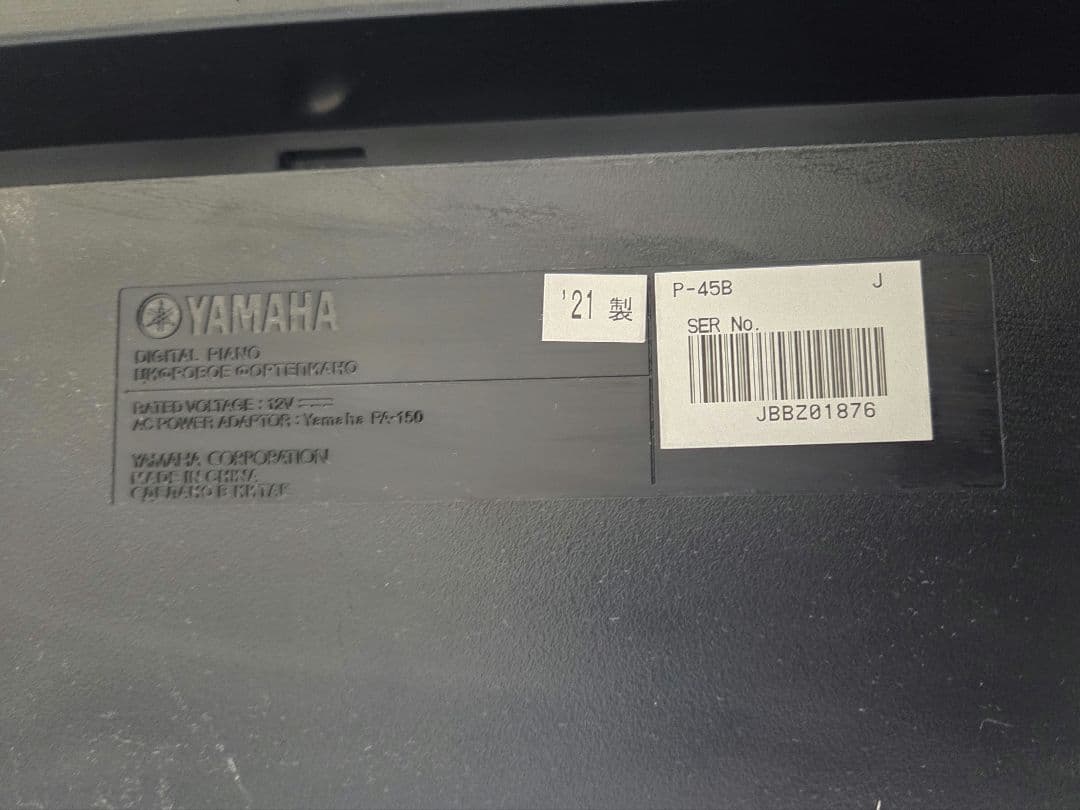 YAMAHA
DIGITAL PIANO
ЦИФРОВОЕ ФОРТЕПИАНО
RATED VOLTAGE : 12V
AC POWER ADAPTOR : Yamaha PA-150
YAMAHA CORPORATION
MADE IN CHINA
СДЕЛАНО В КИТАЕ
'21 製
P-45B J
SER No.
JBBZ01876